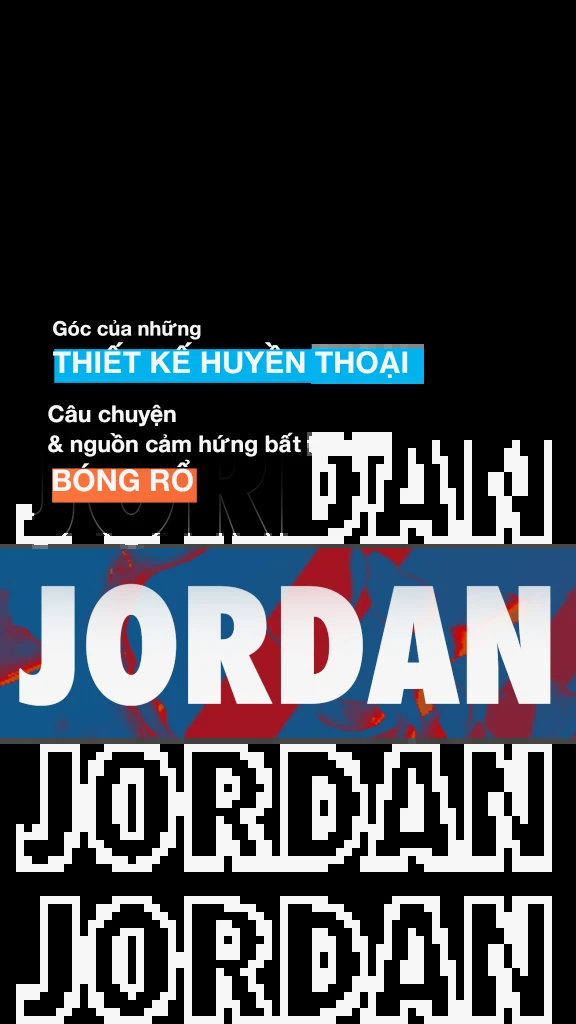 Góc của những
THIẾT KẾ HUYỀN THOẠI
Câu chuyện
& nguồn cảm hứng bất
BÓNG RỔ
JORDAN
JORDAN
JORDAN